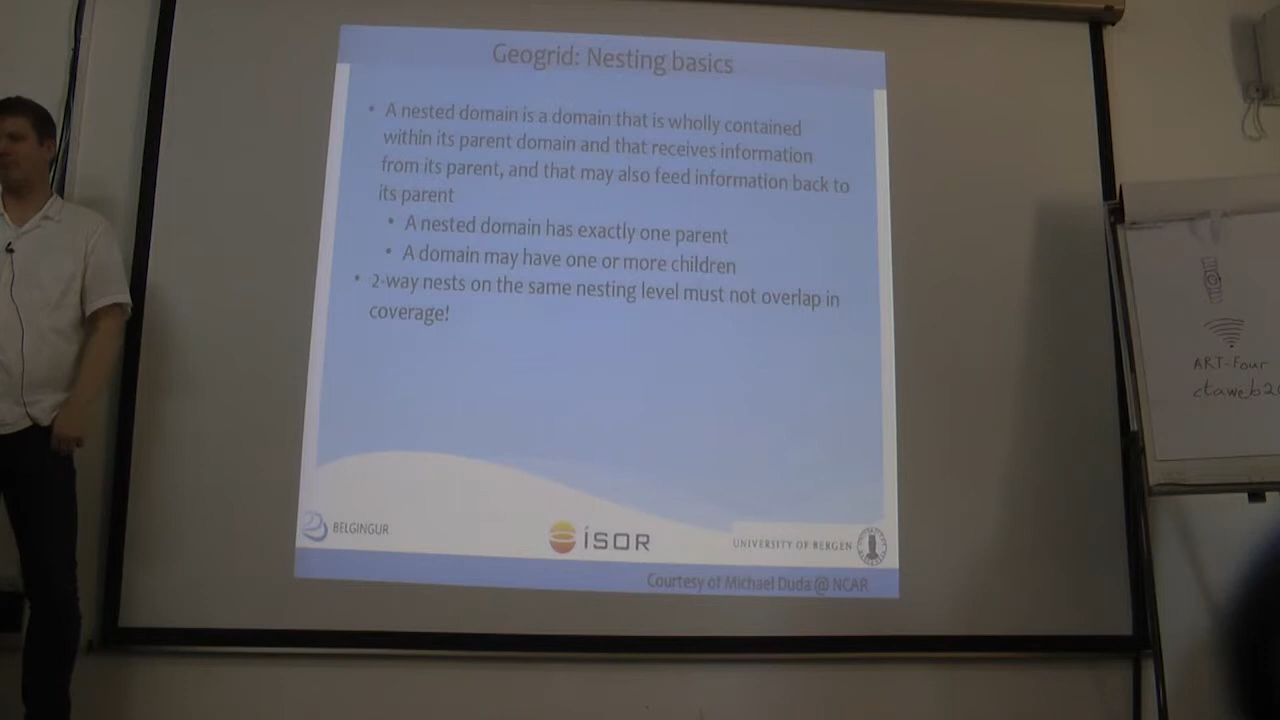 Geogrid: Nesting basics
• A nested domain is a domain that is wholly contained
within its parent domain and that receives information
from its parent, and that may also feed information back to
its parent
• A nested domain has exactly one parent
• A domain may have one or more children
• 2-way nests on the same nesting level must not overlap in
coverage!
BELGINGUR
ÍSOR
UNIVERSITY OF BERGEN
Courtesy of Michael Duda @ NCAR
ART-Four